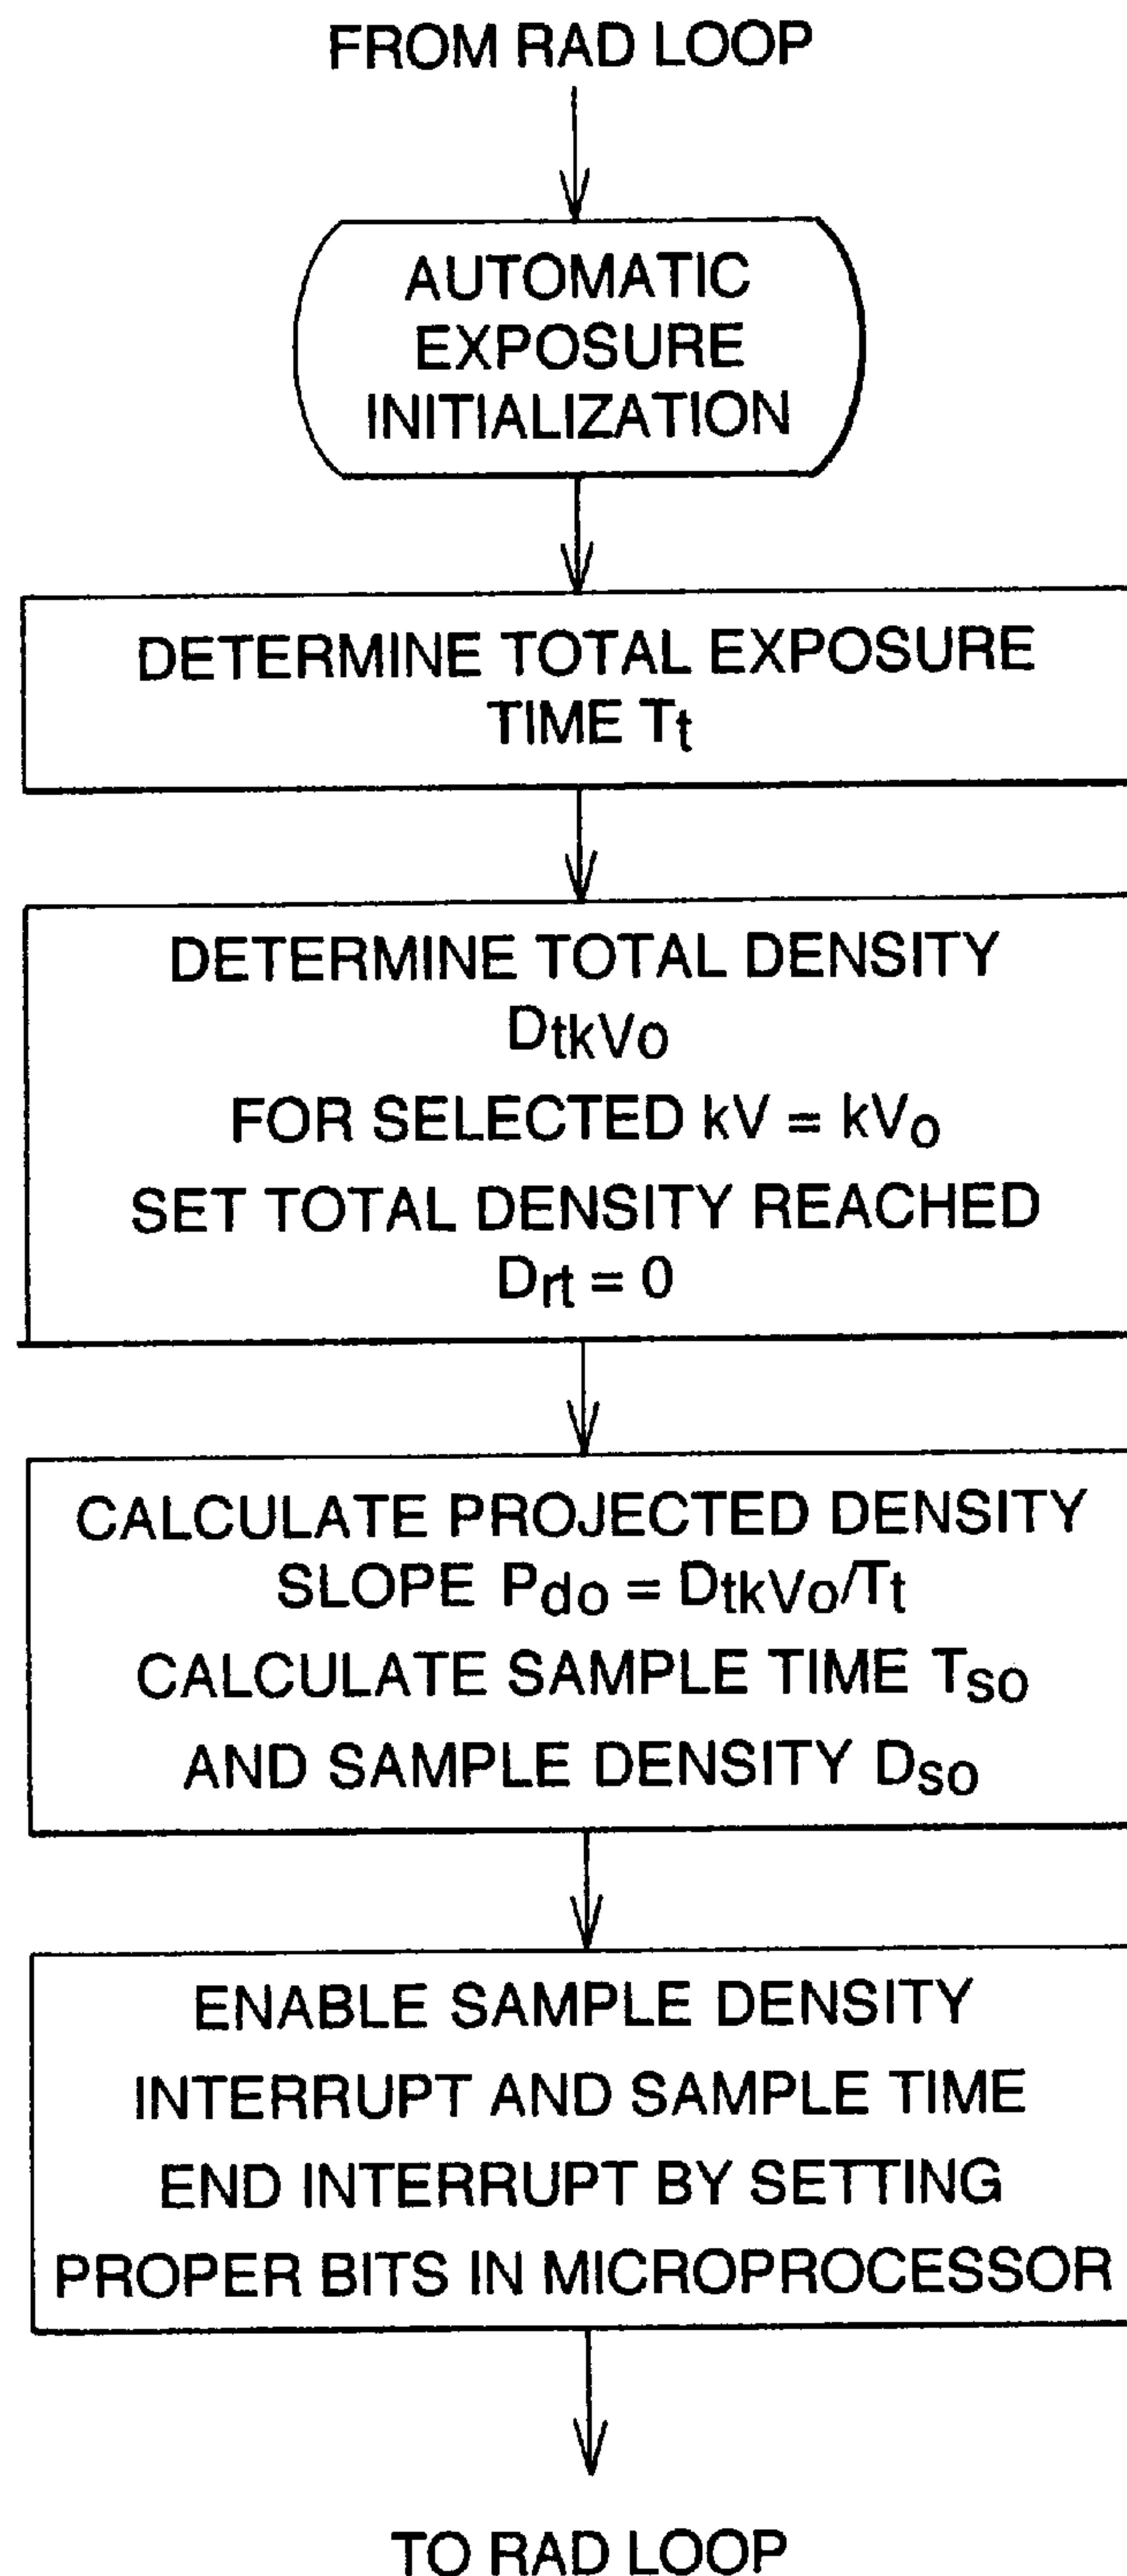 FROM RAD LOOP
AUTOMATIC
EXPOSURE
INITIALIZATION
DETERMINE TOTAL EXPOSURE
TIME Tt
DETERMINE TOTAL DENSITY
DtkVo
FOR SELECTED kV = kVo
SET TOTAL DENSITY REACHED
Drt = 0
CALCULATE PROJECTED DENSITY
SLOPE Pdo = DtkVo/Tt
CALCULATE SAMPLE TIME Tso
AND SAMPLE DENSITY Dso
ENABLE SAMPLE DENSITY
INTERRUPT AND SAMPLE TIME
END INTERRUPT BY SETTING
PROPER BITS IN MICROPROCESSOR
TO RAD LOOP